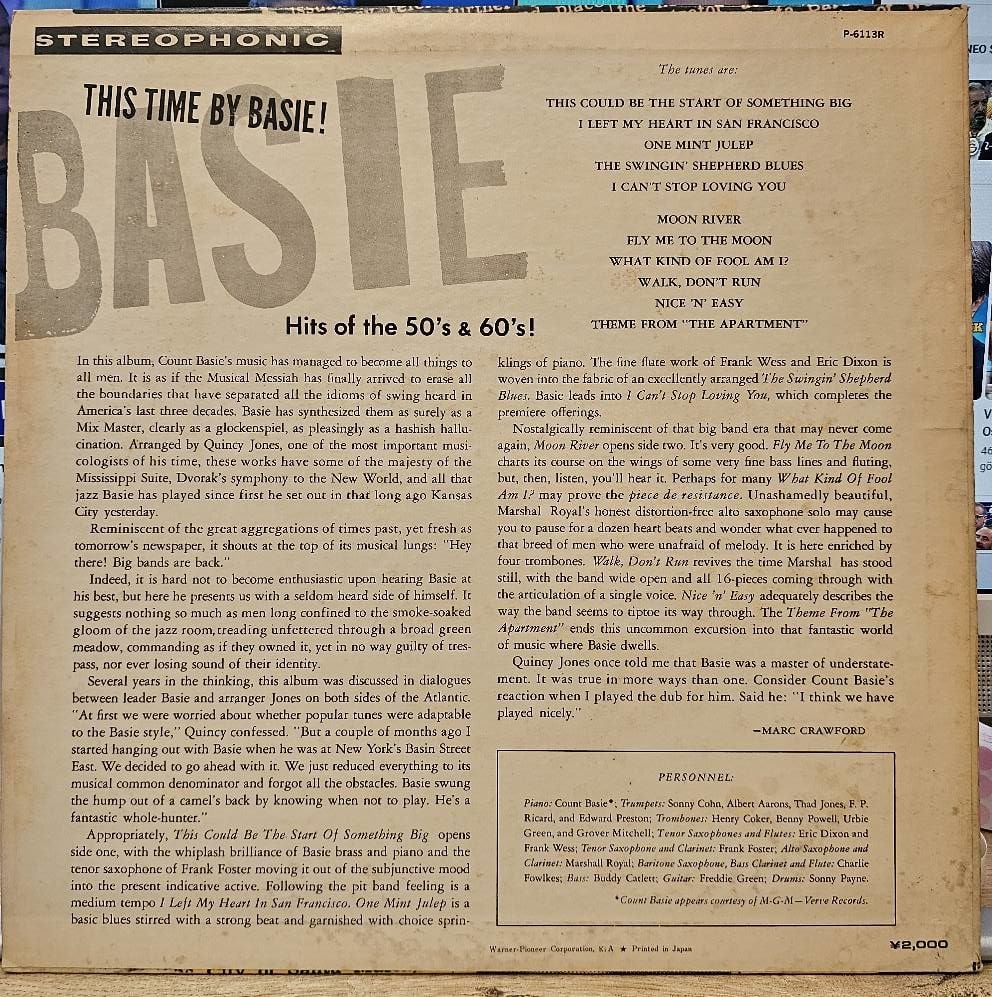 STEREOPHONIC
P-6113R
BASIE
THIS TIME BY BASIE!
Hits of the 50's & 60's!
The tunes are:
THIS COULD BE THE START OF SOMETHING BIG
I LEFT MY HEART IN SAN FRANCISCO
ONE MINT JULEP
THE SWINGIN' SHEPHERD BLUES
I CAN'T STOP LOVING YOU
MOON RIVER
FLY ME TO THE MOON
WHAT KIND OF FOOL AM I?
WALK, DON'T RUN
NICE 'N' EASY
THEME FROM "THE APARTMENT"
In this album, Count Basie's music has managed to become all things to
all men. It is as if the Musical Messiah has finally arrived to erase all
the boundaries that have separated all the idioms of swing heard in
America's last three decades. Basie has synthesized them as surely as a
Mix Master, clearly as a glockenspiel, as pleasingly as a hashish hallu-
cination. Arranged by Quincy Jones, one of the most important musi-
cologists of his time, these works have some of the majesty of the
Mississippi Suite, Dvorak's symphony to the New World, and all that
jazz Basie has played since first he set out in that long ago Kansas
City yesterday.
Reminiscent of the great aggregations of times past, yet fresh as
tomorrow's newspaper, it shouts at the top of its musical lungs: "Hey
there! Big bands are back."
Indeed, it is hard not to become enthusiastic upon hearing Basie at
his best, but here he presents us with a seldom heard side of himself. It
suggests nothing so much as men long confined to the smoke-soaked
gloom of the jazz room, treading unfettered through a broad green
meadow, commanding as if they owned it, yet in no way guilty of tres-
pass, nor ever losing sound of their identity.
Several years in the thinking, this album was discussed in dialogues
between leader Basie and arranger Jones on both sides of the Atlantic.
"At first we were worried about whether popular tunes were adaptable
to the Basie style," Quincy confessed. "But a couple of months ago I
started hanging out with Basie when he was at New York's Basin Street
East. We decided to go ahead with it. We just reduced everything to its
musical common denominator and forgot all the obstacles. Basie swung
the hump out of a camel's back by knowing when not to play. He's a
fantastic whole-hunter."
Appropriately, This Could Be The Start Of Something Big opens
side one, with the whiplash brilliance of Basie brass and piano and the
tenor saxophone of Frank Foster moving it out of the subjunctive mood
into the present indicative active. Following the pit band feeling is a
medium tempo I Left My Heart In San Francisco. One Mint Julep is a
basic blues stirred with a strong beat and garnished with choice sprin-
klings of piano. The fine flute work of Frank Wess and Eric Dixon is
woven into the fabric of an excellently arranged The Swingin' Shepherd
Blues. Basie leads into I Can't Stop Loving You, which completes the
premiere offerings.
Nostalgically reminiscent of that big band era that may never come
again, Moon River opens side two. It's very good. Fly Me To The Moon
charts its course on the wings of some very fine bass lines and fluting,
but, then, listen, you'll hear it. Perhaps for many What Kind Of Fool
Am I? may prove the piece de resistance. Unashamedly beautiful,
Marshal Royal's honest distortion-free alto saxophone solo may cause
you to pause for a dozen heart beats and wonder what ever happened to
that breed of men who were unafraid of melody. It is here enriched by
four trombones. Walk, Don't Run revives the time Marshal has stood
still, with the band wide open and all 16-pieces coming through with
the articulation of a single voice. Nice 'n' Easy adequately describes the
way the band seems to tiptoe its way through. The Theme From "The
Apartment" ends this uncommon excursion into that fantastic world
of music where Basie dwells.
Quincy Jones once told me that Basie was a master of understate-
ment. It was true in more ways than one. Consider Count Basie's
reaction when I played the dub for him. Said he: "I think we have
played nicely."
—MARC CRAWFORD
PERSONNEL:
Piano: Count Basie*; Trumpets: Sonny Cohn, Albert Aarons, Thad Jones, F. P.
Ricard, and Edward Preston; Trombones: Henry Coker, Benny Powell, Urbie
Green, and Grover Mitchell; Tenor Saxophones and Flutes: Eric Dixon and
Frank Wess; Tenor Saxophone and Clarinet: Frank Foster; Alto Saxophone and
Clarinet: Marshall Royal; Baritone Saxophone, Bass Clarinet and Flute: Charlie
Fowlkes; Bass: Buddy Catlett; Guitar: Freddie Green; Drums: Sonny Payne.
*Count Basie appears courtesy of M-G-M—Verve Records.
Warner-Pioneer Corporation, K:A ★ Printed in Japan
¥2,000